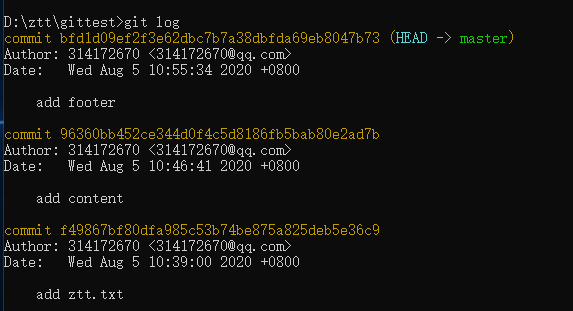 D:\ztt\gittest>git log
commit bfd1d09ef2f3e62dbc7b7a38dbfda69eb8047b73 (HEAD -> master)
Author: 314172670 <314172670@qq.com>
Date:   Wed Aug 5 10:55:34 2020 +0800
add footer
commit 96360bb452ce344d0f4c5d8186fb5bab80e2ad7b
Author: 314172670 <314172670@qq.com>
Date:   Wed Aug 5 10:46:41 2020 +0800
add content
commit f49867bf80dfa985c53b74be875a825deb5e36c9
Author: 314172670 <314172670@qq.com>
Date:   Wed Aug 5 10:39:00 2020 +0800
add ztt.txt